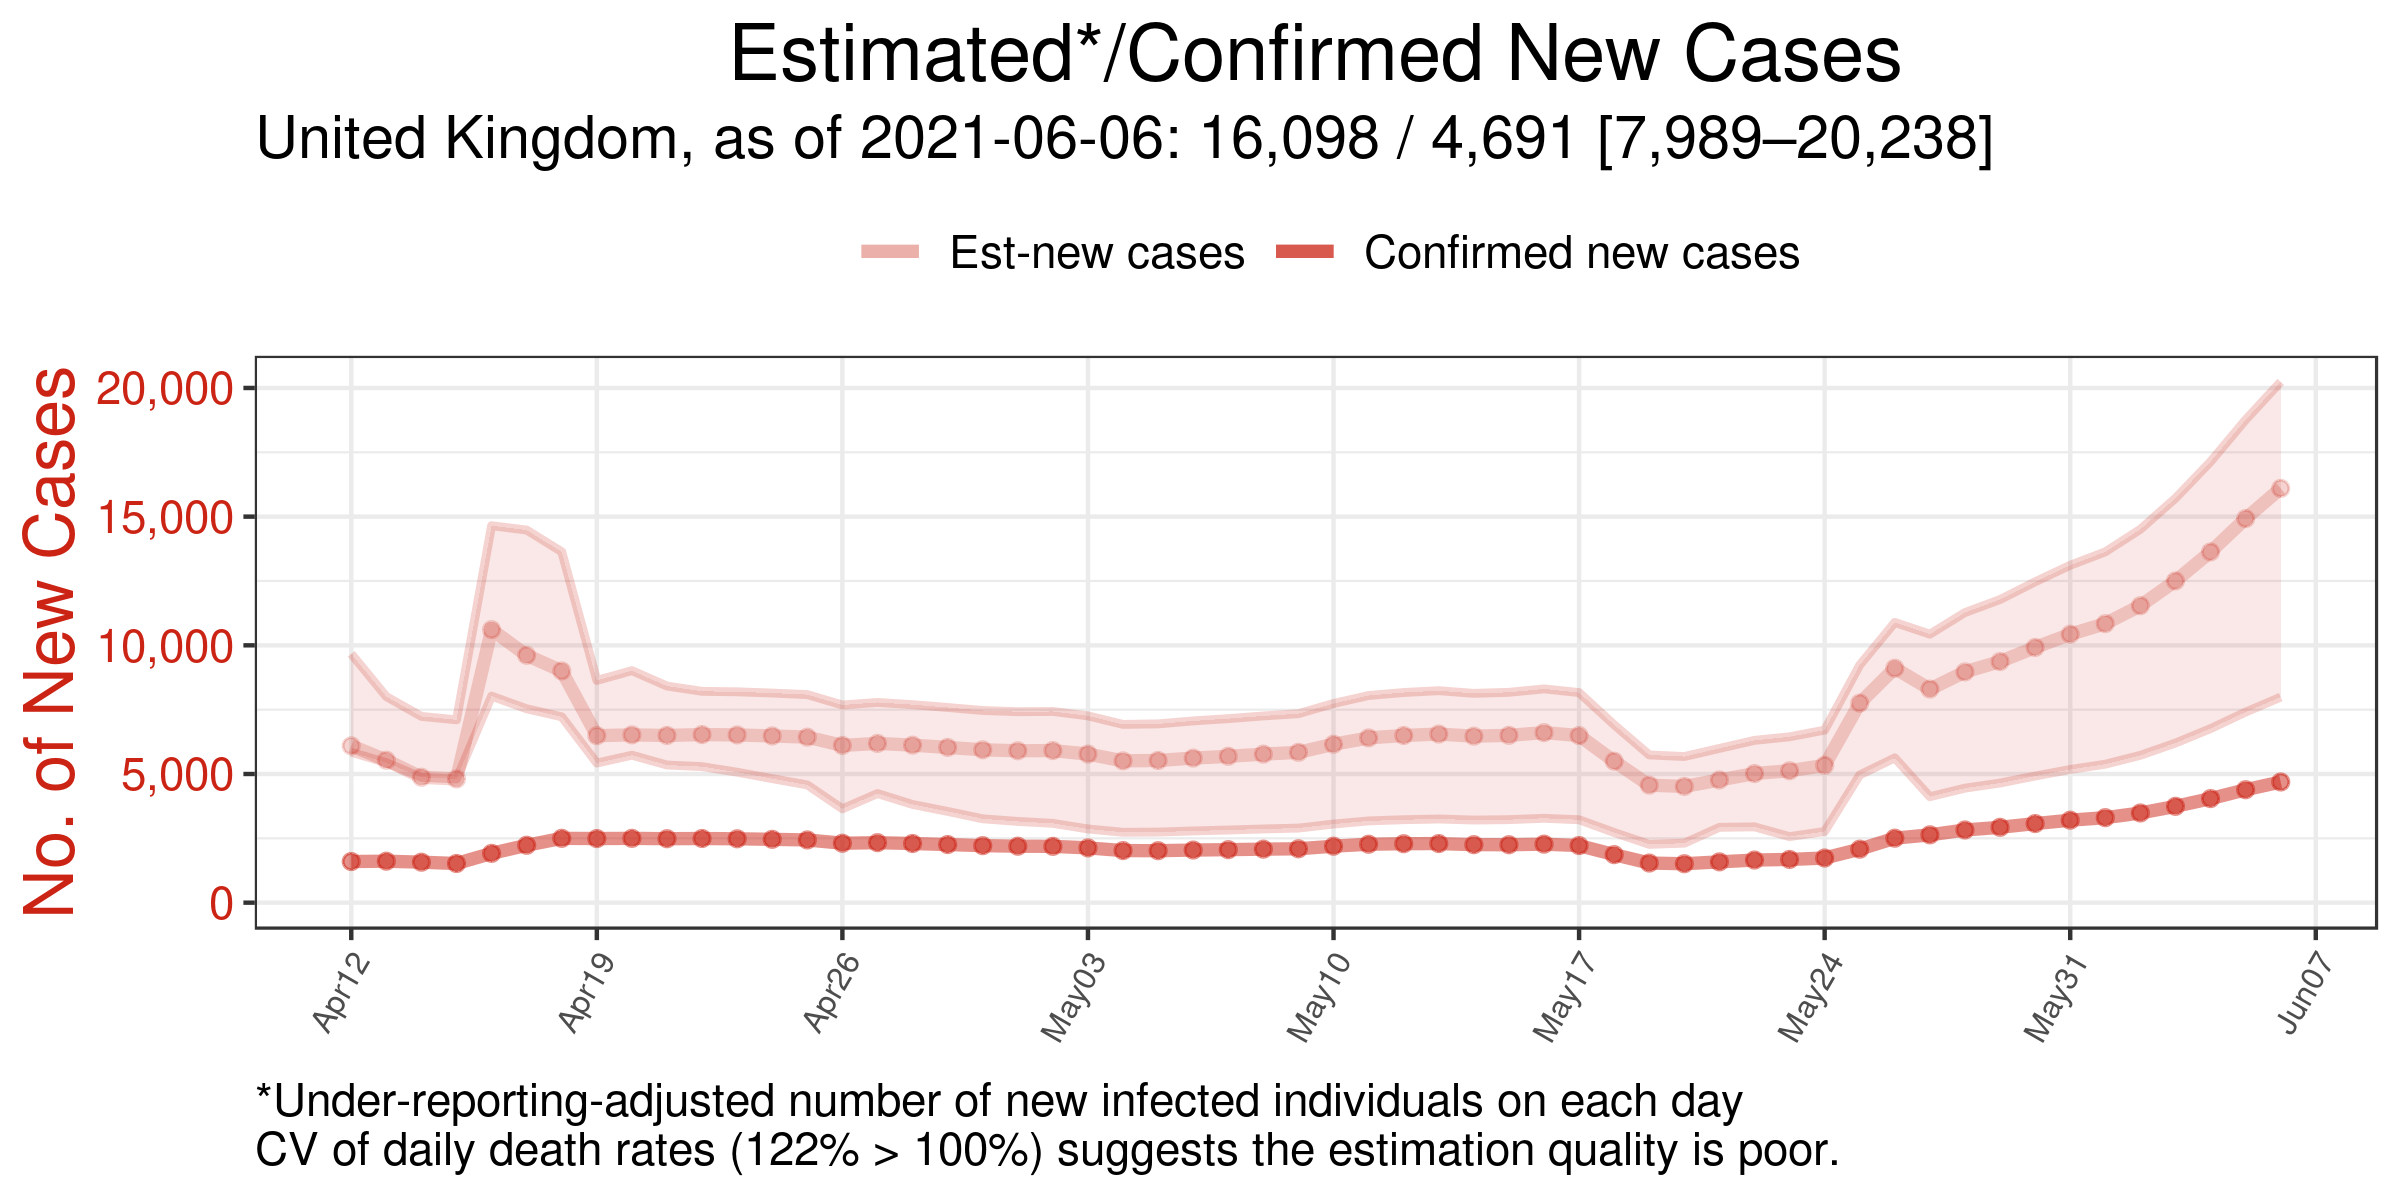 Estimated*/Confirmed New Cases
United Kingdom, as of 2021-06-06: 16,098 / 4,691 [7,989–20,238]
Est-new cases
Confirmed new cases
No. of New Cases
20,000
15,000
10,000
5,000
0
Apr12
Apr19
Apr26
May03
May10
May17
May24
May31
Jun07
*Under-reporting-adjusted number of new infected individuals on each day
CV of daily death rates (122% > 100%) suggests the estimation quality is poor.